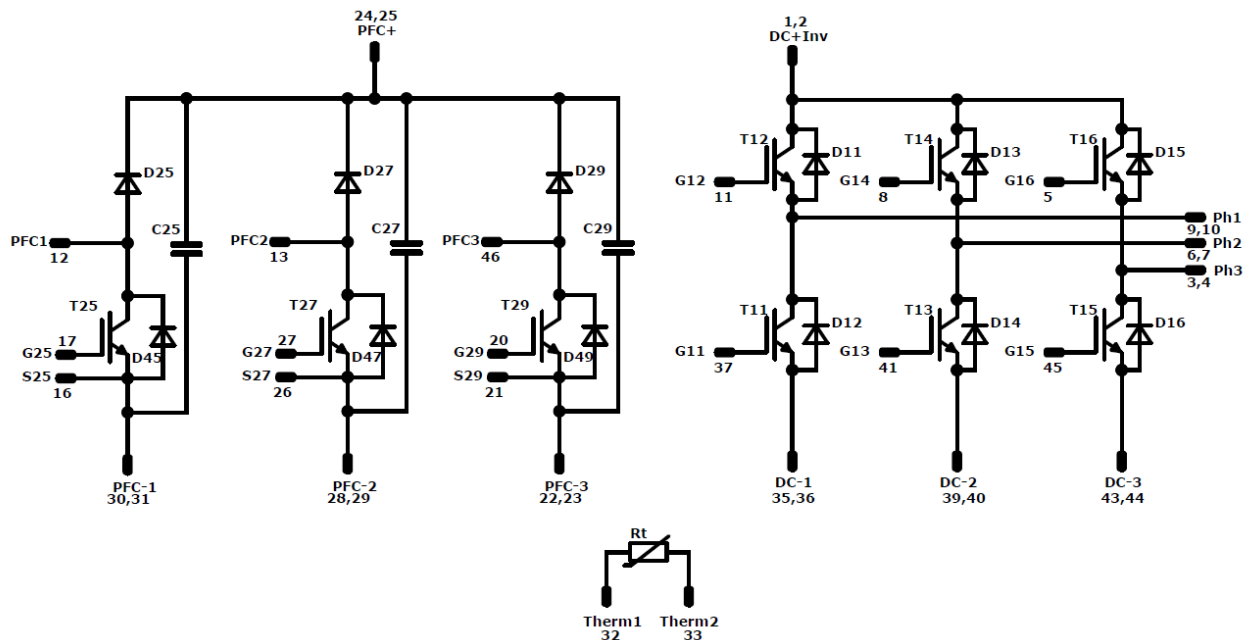 24,25
PFC+
1,2
DC+Inv
D25
D27
D29
C25
C27
C29
PFC1
12
PFC2
13
PFC3
46
T25
T27
T29
17
G25
27
G27
20
G29
D45
D47
D49
S25
16
S27
26
S29
21
PFC-1
30,31
PFC-2
28,29
PFC-3
22,23
T12
D11
T14
D13
T16
D15
G12
11
G14
8
G16
5
Ph1
9,10
Ph2
6,7
Ph3
3,4
T11
D12
T13
D14
T15
D16
G11
37
G13
41
G15
45
DC-1
35,36
DC-2
39,40
DC-3
43,44
Rt
Therm1
32
Therm2
33